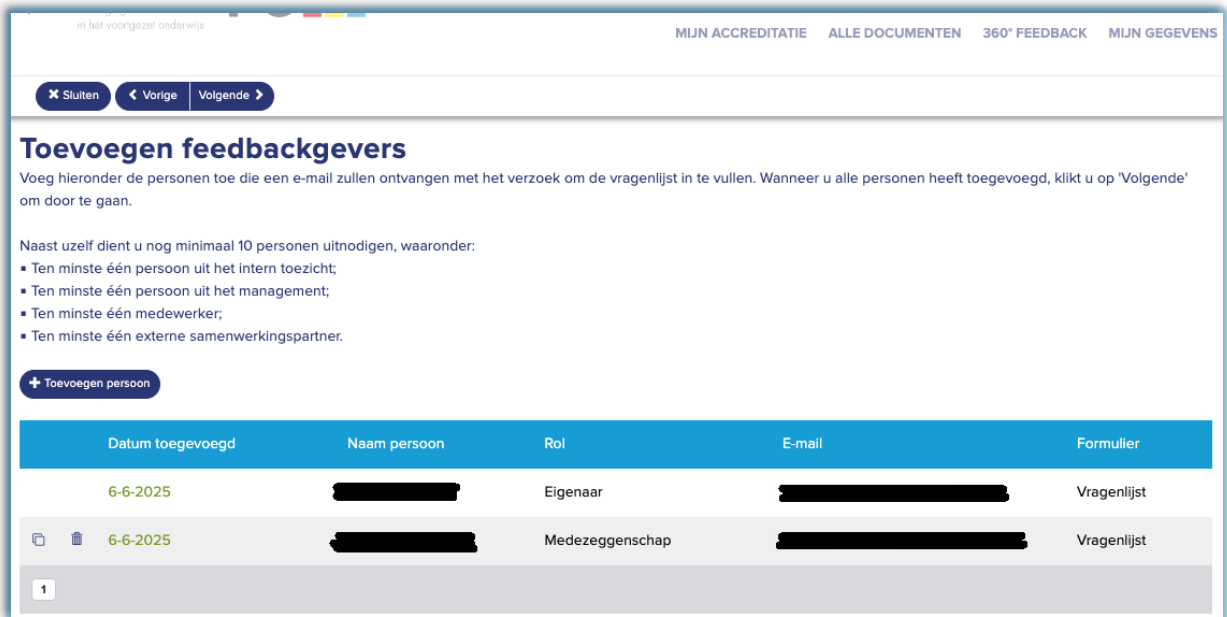 in het voortgezet onderwijs
MIJN ACCREDITATIE ALLE DOCUMENTEN 360° FEEDBACK MIJN GEGEVENS
Sluiten Vorige Volgende
Toevoegen feedbackgevers
Voeg hieronder de personen toe die een e-mail zullen ontvangen met het verzoek om de vragenlijst in te vullen. Wanneer u alle personen heeft toegevoegd, klikt u op 'Volgende'
om door te gaan.
Naast uzelf dient u nog minimaal 10 personen uitnodigen, waaronder:
▪ Ten minste één persoon uit het intern toezicht;
▪ Ten minste één persoon uit het management;
▪ Ten minste één medewerker;
▪ Ten minste één externe samenwerkingspartner.
+ Toevoegen persoon
Datum toegevoegd Naam persoon Rol E-mail Formulier
6-6-2025 Eigenaar Vragenlijst
6-6-2025 Medezeggenschap Vragenlijst
1